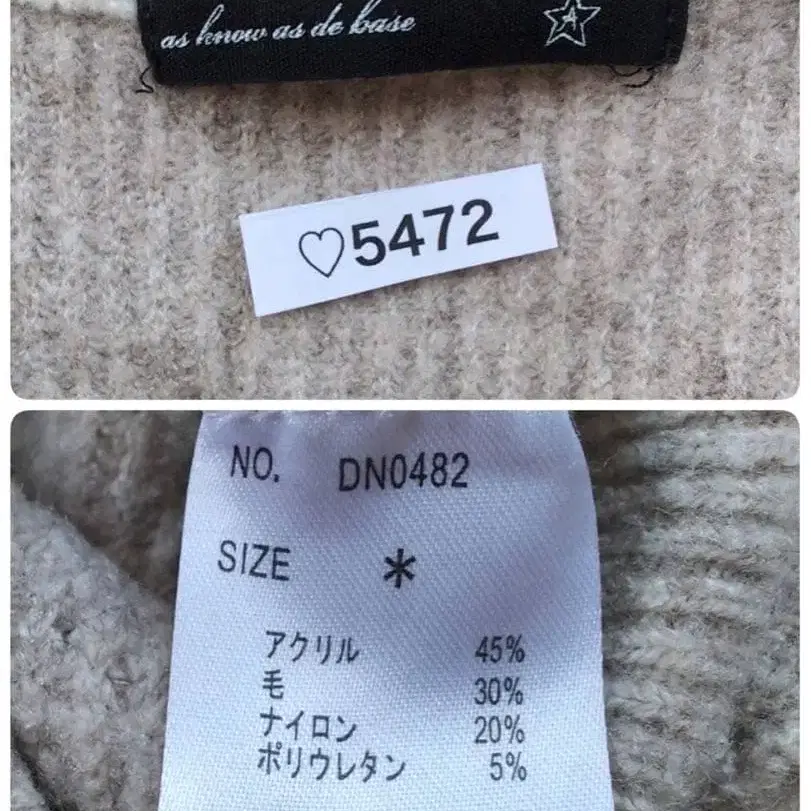 as know as de base A
♡5472
NO. DN0482
SIZE *
アクリル 45%
毛 30%
ナイロン 20%
ポリウレタン 5%